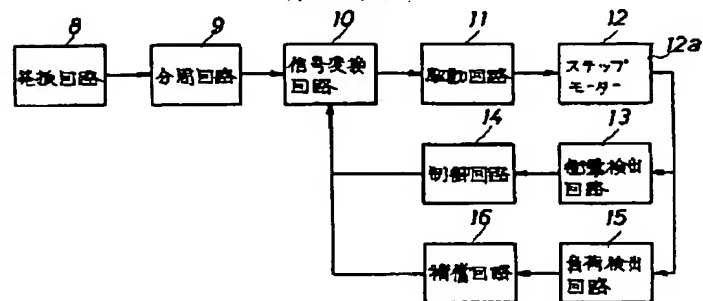 8
発振回路
9
分周回路
10
信号変換
回路
11
駆動回路
12
12a
ステップ
モーター
14
制御回路
13
衝撃検出
回路
16
補償回路
15
負荷検出
回路